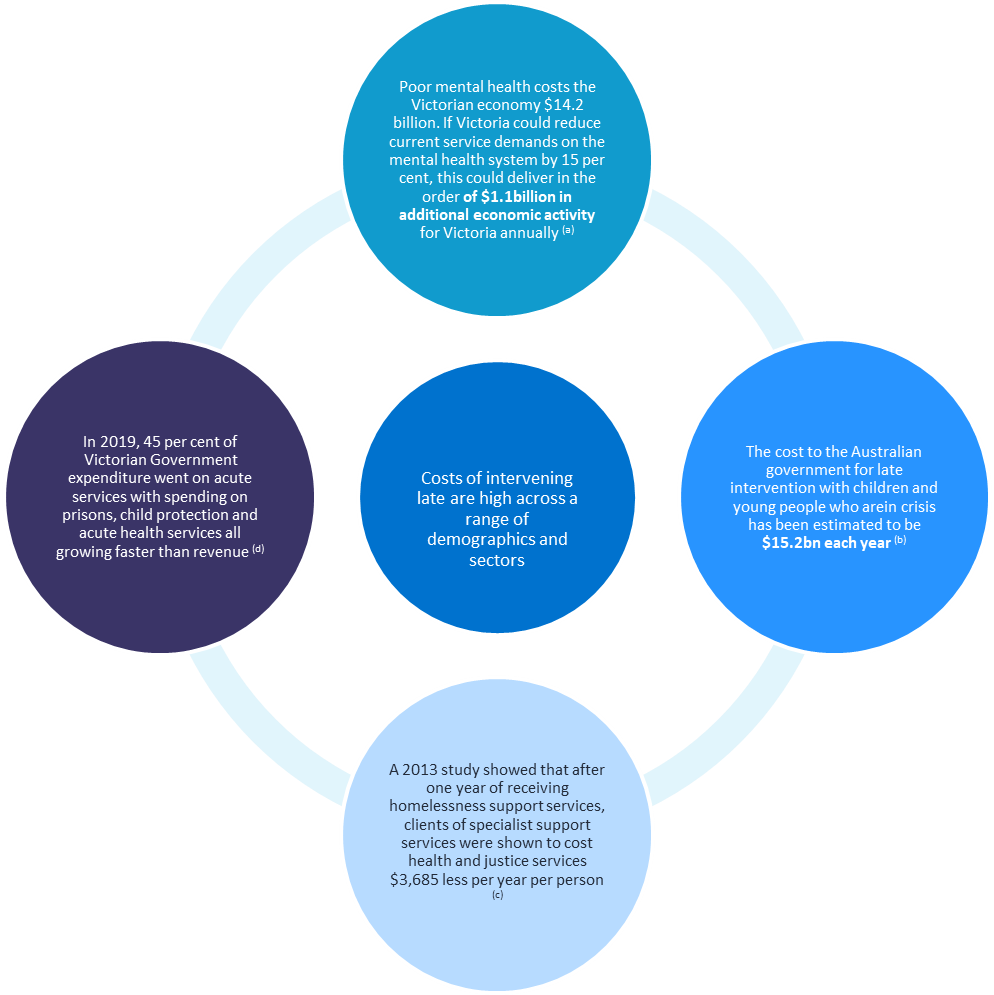 Poor mental health costs the
Victorian economy $14.2
billion. If Victoria could reduce
current service demands on the
mental health system by 15 per
cent, this could deliver in the
order of $1.1billion in
additional economic activity
for Victoria annually (a)
In 2019, 45 per cent of
Victorian Government
expenditure went on acute
services with spending on
prisons, child protection and
acute health services all
growing faster than revenue (d)
Costs of intervening
late are high across a
range of
demographics and
sectors
The cost to the Australian
government for late
intervention with children and
young people who arein crisis
has been estimated to be
$15.2bn each year (b)
A 2013 study showed that after
one year of receiving
homelessness support services,
clients of specialist support
services were shown to cost
health and justice services
$3,685 less per year per person
(c)